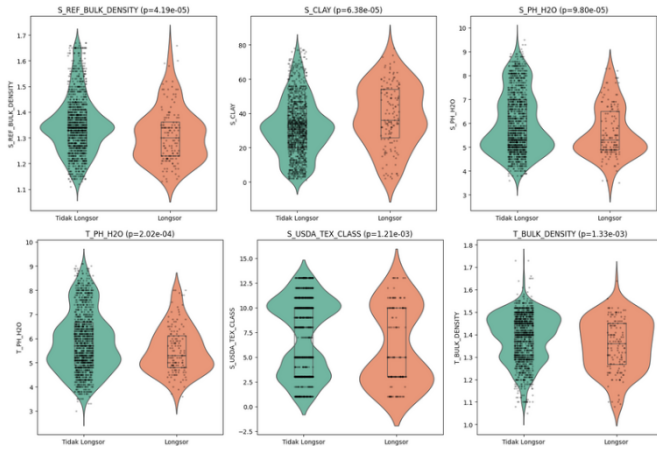 S_REF_BULK_DENSITY (p=4.19e-05)
S_REF_BULK_DENSITY
1.7
1.6
1.5
1.4
1.3
1.2
1.1
Tidak Longsor
Longsor
S_CLAY (p=6.38e-05)
S_CLAY
80
60
40
20
0
Tidak Longsor
Longsor
S_PH_H2O (p=9.80e-05)
S_PH_H2O
10
9
8
7
6
5
4
3
Tidak Longsor
Longsor
T_PH_H2O (p=2.02e-04)
T_PH_H2O
10
9
8
7
6
5
4
3
Tidak Longsor
Longsor
S_USDA_TEX_CLASS (p=1.21e-03)
S_USDA_TEX_CLASS
15.0
12.5
10.0
7.5
5.0
2.5
0.0
−2.5
Tidak Longsor
Longsor
T_BULK_DENSITY (p=1.33e-03)
T_BULK_DENSITY
1.8
1.7
1.6
1.5
1.4
1.3
1.2
1.1
1.0
Tidak Longsor
Longsor